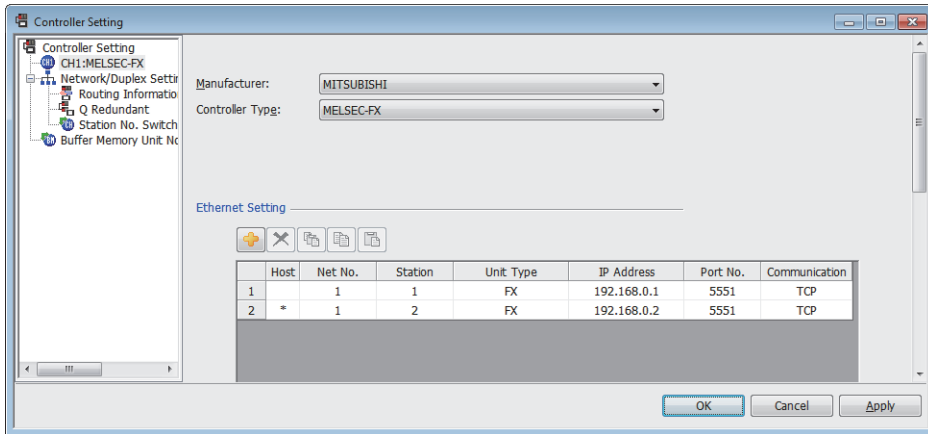 Controller Setting
Controller Setting
CH1:MELSEC-FX
Network/Duplex Settin
Routing Informatio
Q Redundant
Station No. Switch
Buffer Memory Unit No
Manufacturer: MITSUBISHI
Controller Type: MELSEC-FX
Ethernet Setting
Host Net No. Station Unit Type IP Address Port No. Communication
1 1 1 FX 192.168.0.1 5551 TCP
2 * 1 2 FX 192.168.0.2 5551 TCP
OK Cancel Apply